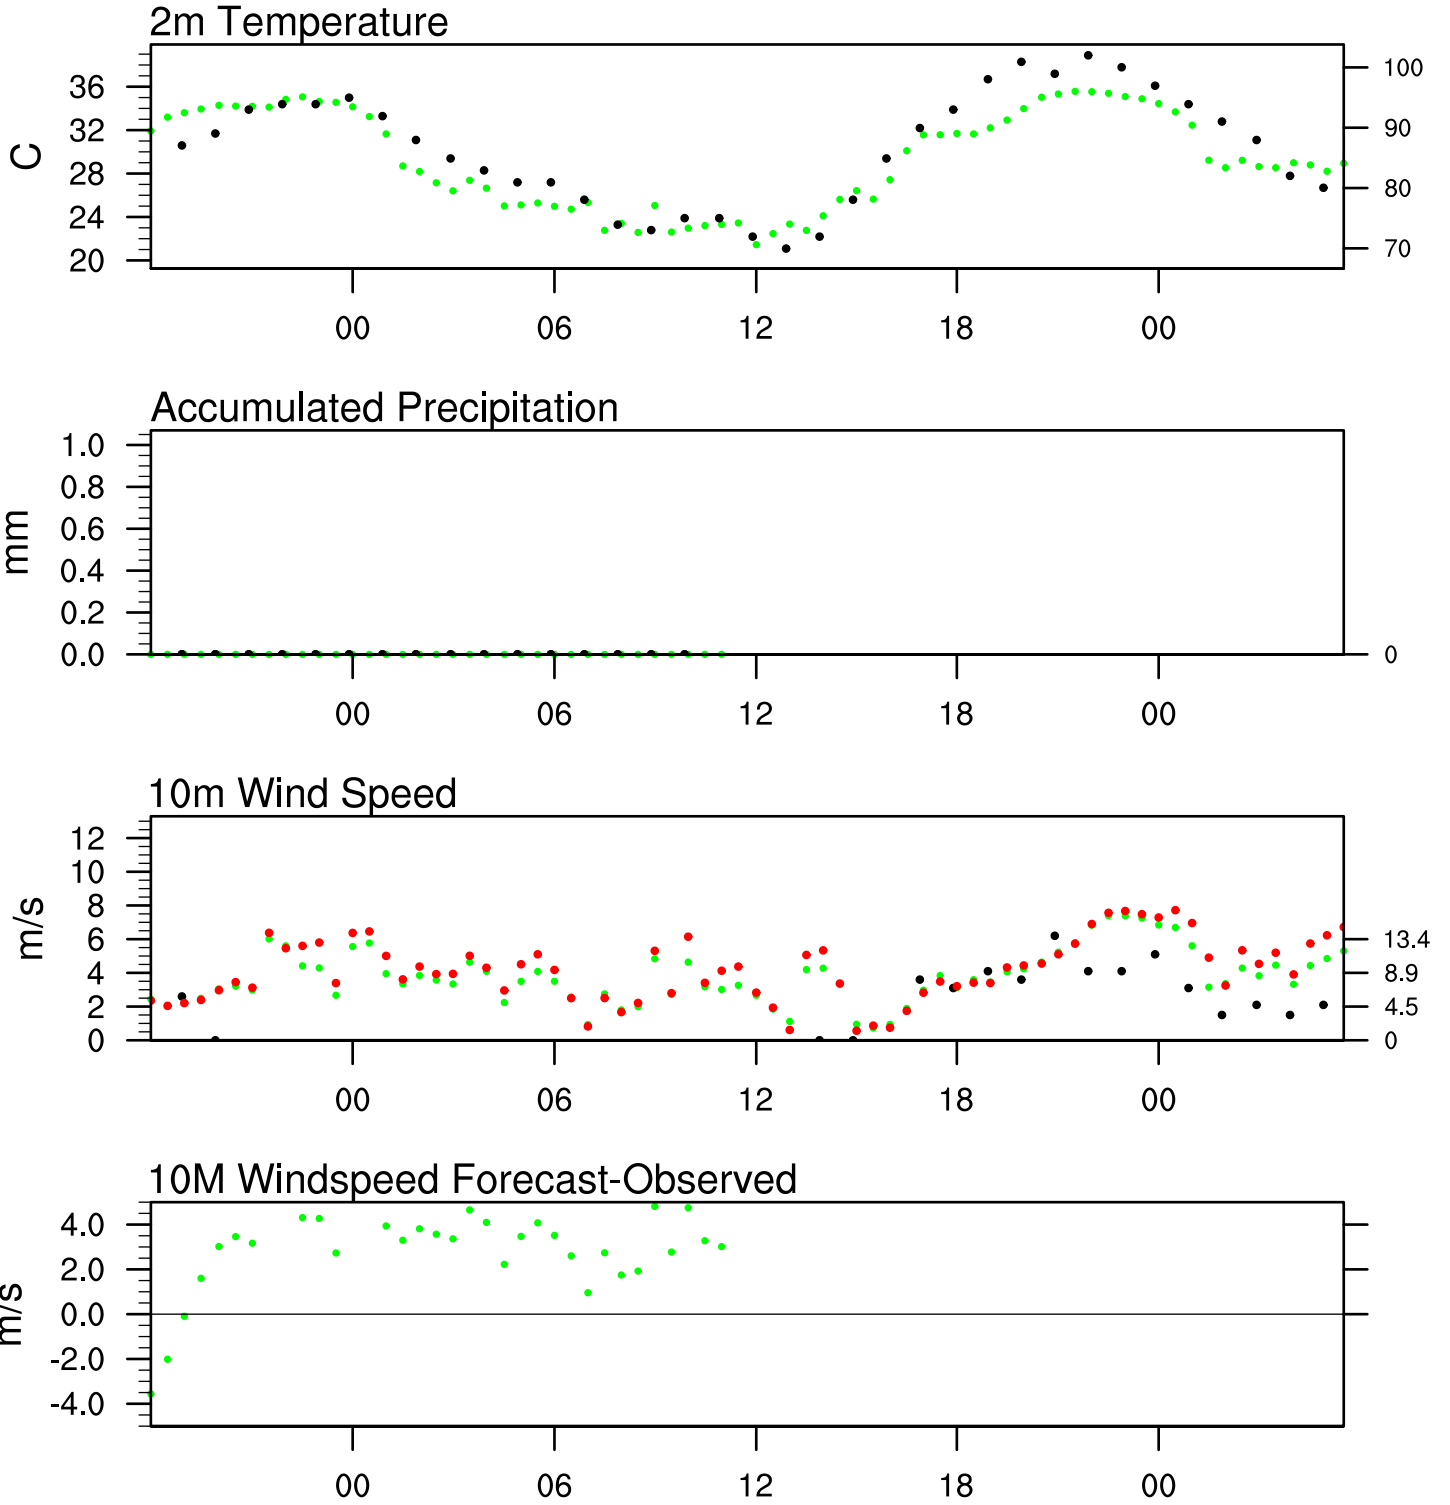 2m Temperature
C
36
32
28
24
20
100
90
80
70
00 06 12 18 00
Accumulated Precipitation
mm
1.0
0.8
0.6
0.4
0.2
0.0
0
00 06 12 18 00
10m Wind Speed
m/s
12
10
8
6
4
2
0
13.4
8.9
4.5
0
00 06 12 18 00
10M Windspeed Forecast-Observed
m/s
4.0
2.0
0.0
-2.0
-4.0
00 06 12 18 00